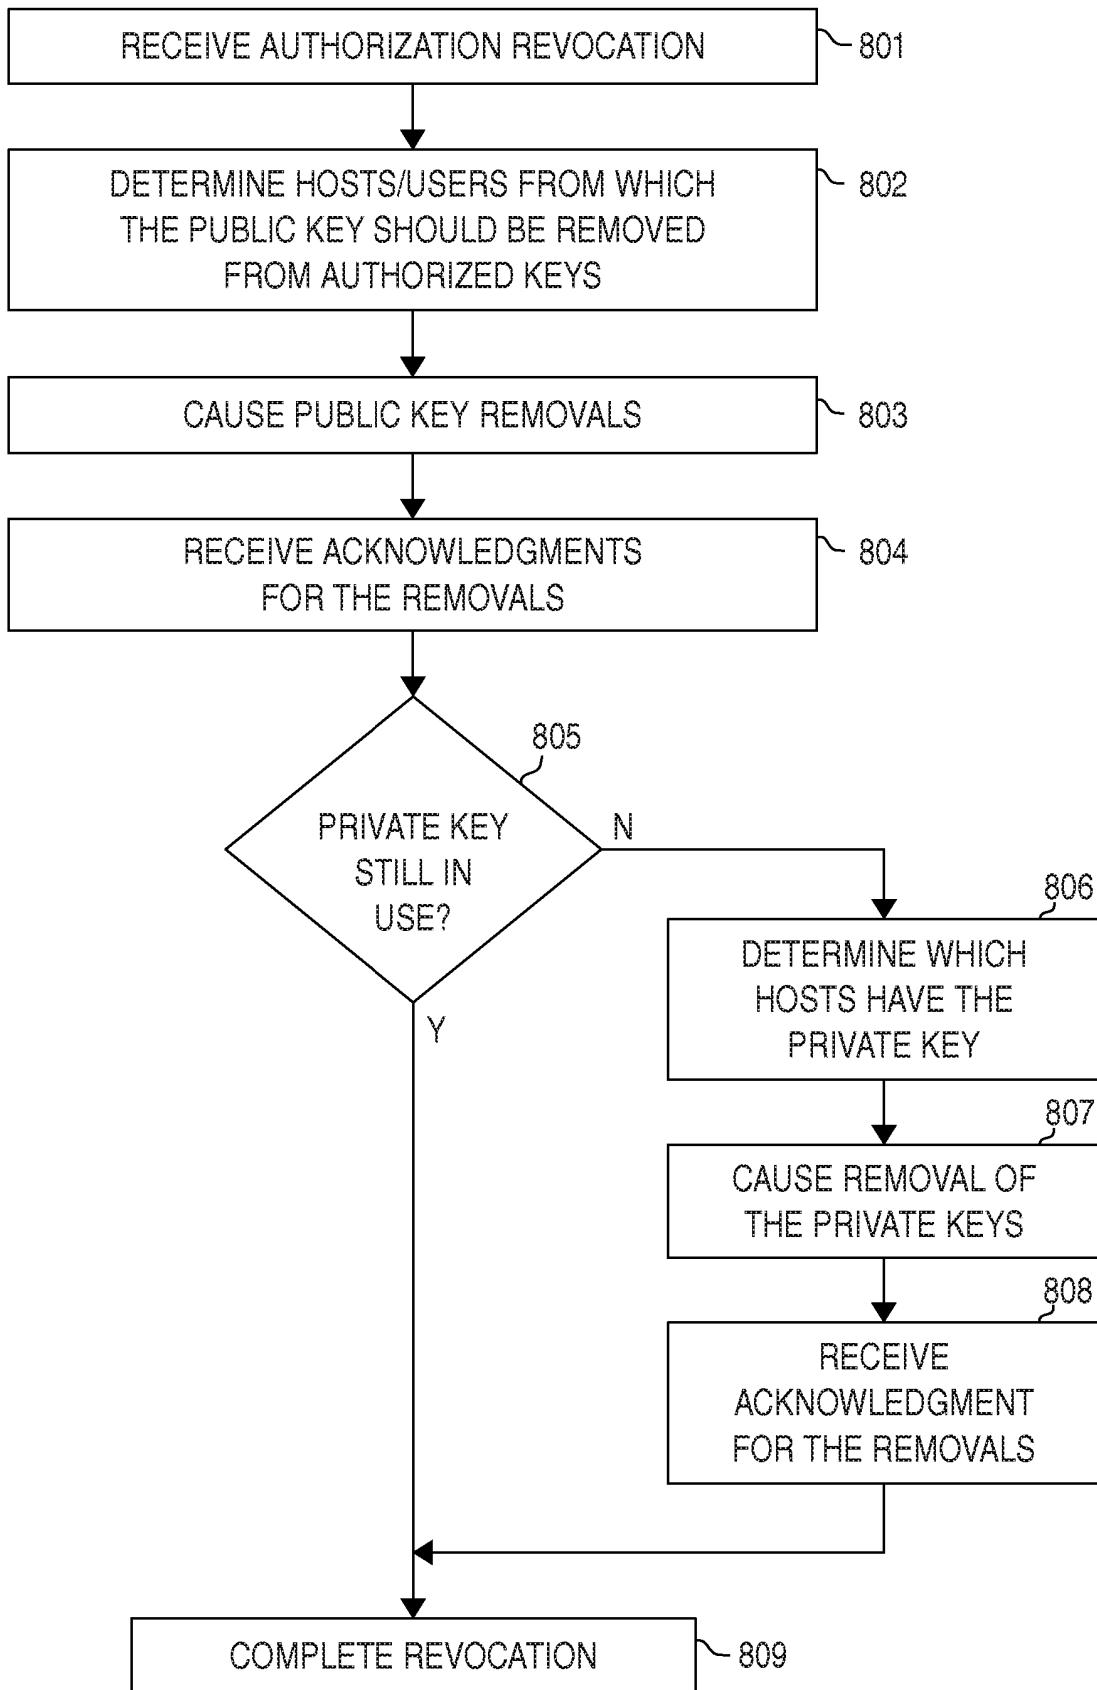 RECEIVE AUTHORIZATION REVOCATION
801
DETERMINE HOSTS/USERS FROM WHICH
THE PUBLIC KEY SHOULD BE REMOVED
FROM AUTHORIZED KEYS
802
CAUSE PUBLIC KEY REMOVALS
803
RECEIVE ACKNOWLEDGMENTS
FOR THE REMOVALS
804
805
PRIVATE KEY
STILL IN
USE?
N
Y
806
DETERMINE WHICH
HOSTS HAVE THE
PRIVATE KEY
807
CAUSE REMOVAL OF
THE PRIVATE KEYS
808
RECEIVE
ACKNOWLEDGMENT
FOR THE REMOVALS
COMPLETE REVOCATION
809